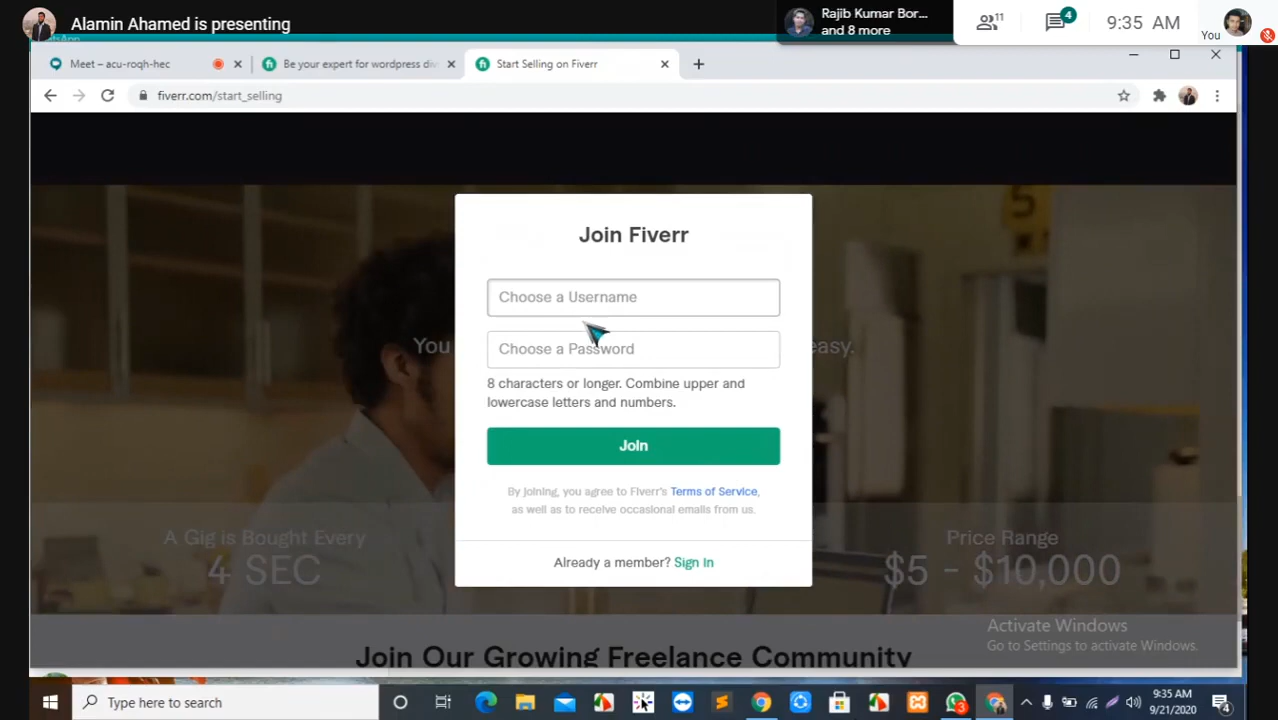 Alamin Ahamed is presenting
Rajib Kumar Bor...
and 8 more
11
4
9:35 AM
You
Meet – acu-roqh-hec
Be your expert for wordpress div
Start Selling on Fiverr
fiverr.com/start_selling
Join Fiverr
Choose a Username
You
easy.
Choose a Password
8 characters or longer. Combine upper and
lowercase letters and numbers.
Join
By joining, you agree to Fiverr's Terms of Service,
as well as to receive occasional emails from us.
A Gig is Bought Every
4 SEC
Price Range
$5 - $10,000
Already a member? Sign In
Activate Windows
Go to Settings to activate Windows.
Join Our Growing Freelance Community
Type here to search
3
9:35 AM
9/21/2020
4